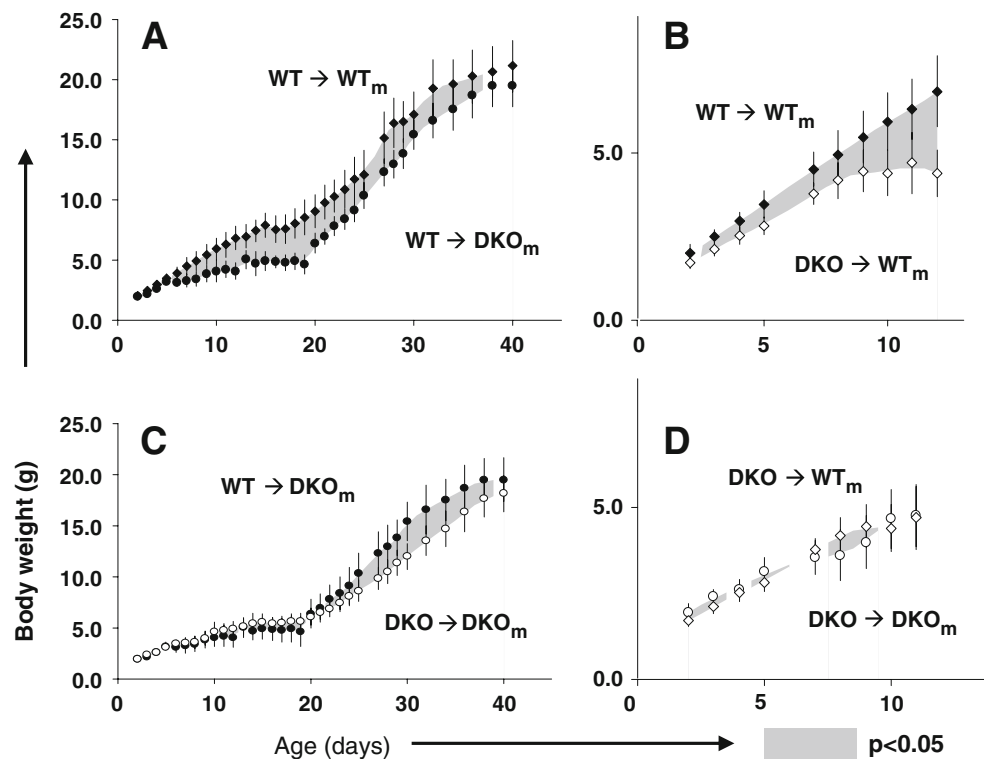 A
25.0
20.0
15.0
10.0
5.0
0.0
0 10 20 30 40
WT → WTm
WT → DKOm
B
5.0
0.0
0 5 10
WT → WTm
DKO → WTm
C
25.0
20.0
15.0
10.0
5.0
0.0
0 10 20 30 40
WT → DKOm
DKO → DKOm
D
5.0
0.0
0 5 10
DKO → WTm
DKO → DKOm
Body weight (g)
Age (days)
p<0.05